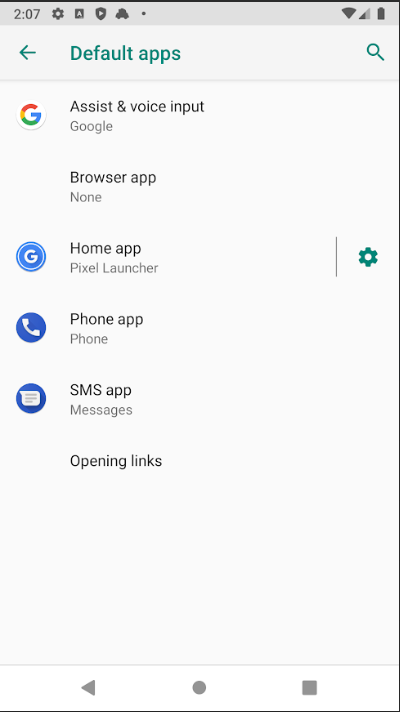 2:07
Default apps
Assist & voice input
Google
Browser app
None
Home app
Pixel Launcher
Phone app
Phone
SMS app
Messages
Opening links